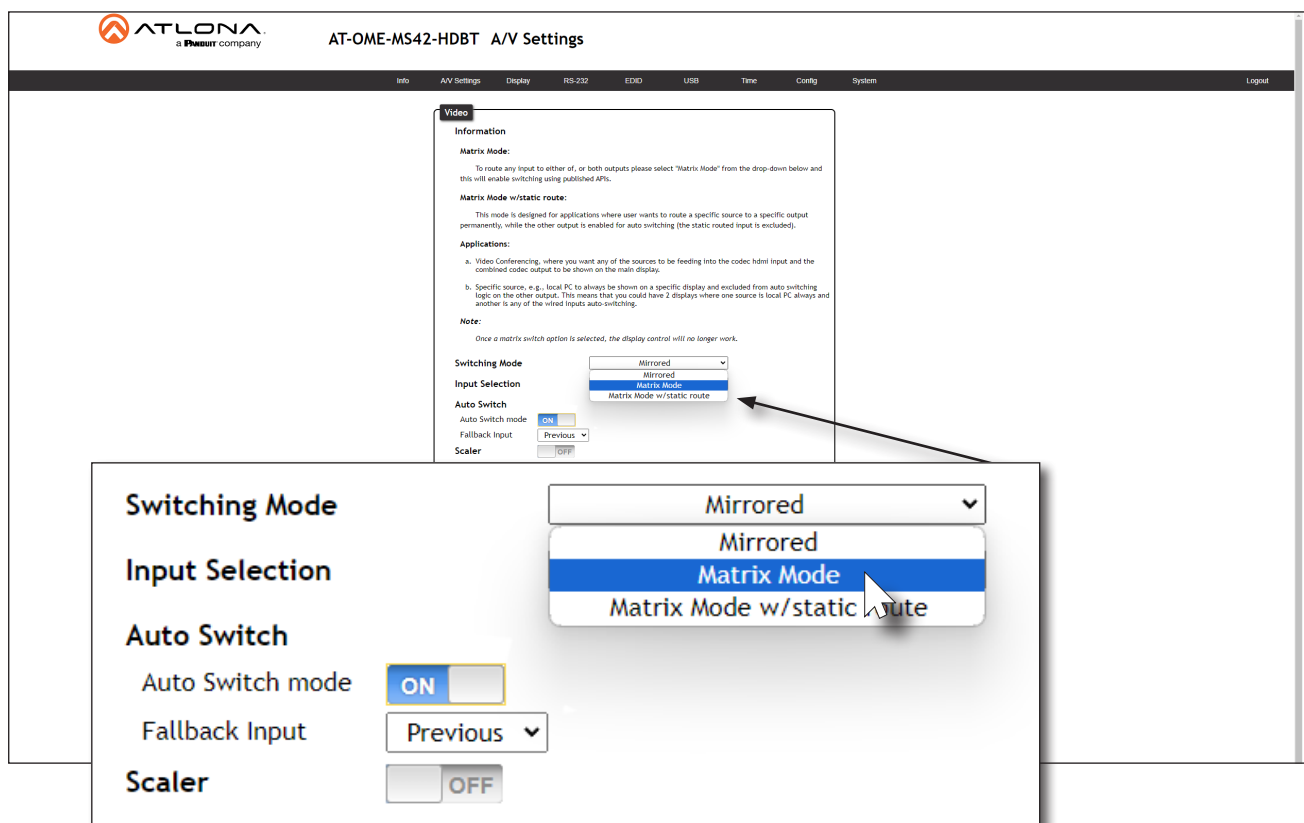 ATLONA.
a PANDUIT company
AT-OME-MS42-HDBT A/V Settings
Info A/V Settings Display RS-232 EDID USB Time Config System Logout
Video
Information
Matrix Mode:
To route any input to either of, or both outputs please select "Matrix Mode" from the drop-down below and
this will enable switching using published APIs.
Matrix Mode w/static route:
This mode is designed for applications where user wants to route a specific source to a specific output
permanently, while the other output is enabled for auto switching (the static routed input is excluded).
Applications:
a. Video Conferencing, where you want any of the sources to be feeding into the codec hdmi input and the
combined codec output to be shown on the main display.
b. Specific source, e.g., local PC to always be shown on a specific display and excluded from auto switching
logic on the other output. This means that you could have 2 displays where one source is local PC always and
another is any of the wired inputs auto-switching.
Note:
Once a matrix switch option is selected, the display control will no longer work.
Switching Mode Mirrored
Mirrored
Input Selection Matrix Mode
Matrix Mode w/static route
Auto Switch
Auto Switch mode ON
Fallback Input Previous
Scaler OFF
Switching Mode Mirrored
Mirrored
Input Selection Matrix Mode
Matrix Mode w/static route
Auto Switch
Auto Switch mode ON
Fallback Input Previous
Scaler OFF